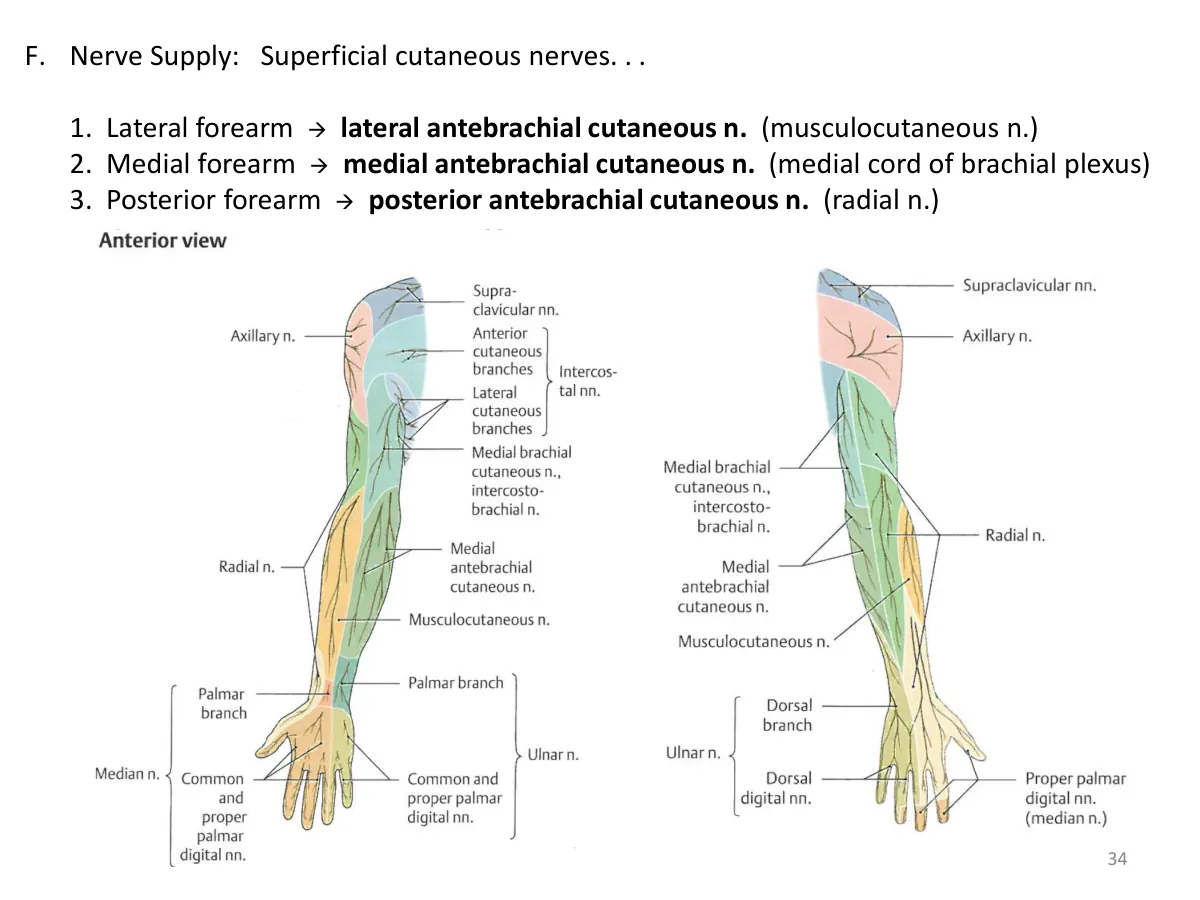 F. Nerve Supply: Superficial cutaneous nerves. . .
1. Lateral forearm → lateral antebrachial cutaneous n. (musculocutaneous n.)
2. Medial forearm → medial antebrachial cutaneous n. (medial cord of brachial plexus)
3. Posterior forearm → posterior antebrachial cutaneous n. (radial n.)
Anterior view
Axillary n.
Radial n.
Supra-
clavicular nn.
Anterior
cutaneous
branches
Lateral
cutaneous
branches
Intercos-
tal nn.
Medial brachial
cutaneous n.,
intercosto-
brachial n.
Medial
antebrachial
cutaneous n.
Musculocutaneous n.
Median n.
Palmar
branch
Common
and
proper
palmar
digital nn.
Palmar branch
Common and
proper palmar
digital nn.
Ulnar n.
Supraclavicular nn.
Axillary n.
Medial brachial
cutaneous n.,
intercosto-
brachial n.
Radial n.
Medial
antebrachial
cutaneous n.
Musculocutaneous n.
Ulnar n.
Dorsal
branch
Dorsal
digital nn.
Proper palmar
digital nn.
(median n.)
34